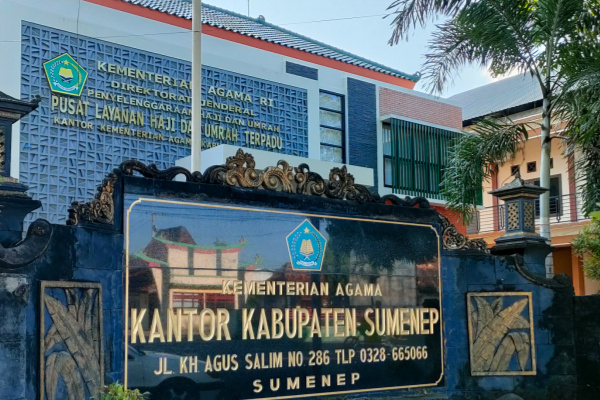 KEMENTERIAN AGAMA RI
DIREKTORAT JENDERAL
PENYELENGGARAAN HAJI DAN UMRAH
PUSAT LAYANAN HAJI DAN UMRAH TERPADU
KANTOR KEMENTERIAN AGAMA
KEMENTERIAN AGAMA
KANTOR KABUPATEN SUMENEP
JL. KH AGUS SALIM NO. 286 TLP 0328-665066
SUMENEP